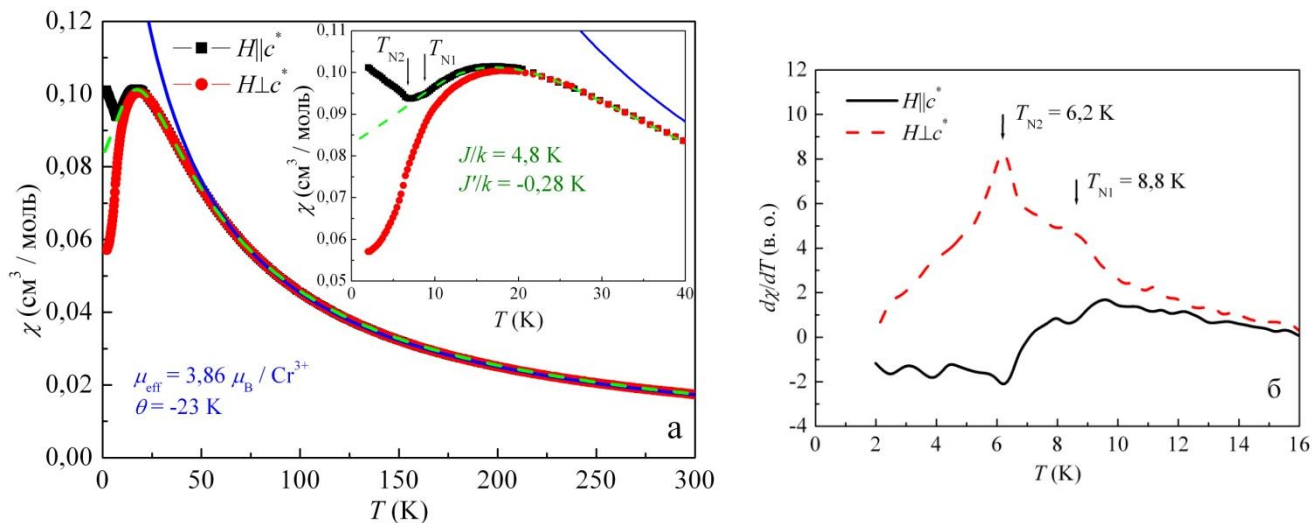 0,12
0,10
0,08
0,06
0,04
0,02
0,00
χ (см³ / моль)
0 50 100 150 200 250 300
T (K)
H||c*
H⊥c*
μeff = 3,86 μB / Cr³⁺
θ = -23 K
а
0,11
0,10
0,09
0,08
0,07
0,06
0,05
χ (см³ / моль)
0 10 20 30 40
T (K)
TN2 TN1
J/k = 4,8 K
J'/k = -0,28 K
12
10
8
6
4
2
0
-2
-4
dχ/dT (в. о.)
0 2 4 6 8 10 12 14 16
T (K)
H||c*
H⊥c*
TN2 = 6,2 K
TN1 = 8,8 K
б